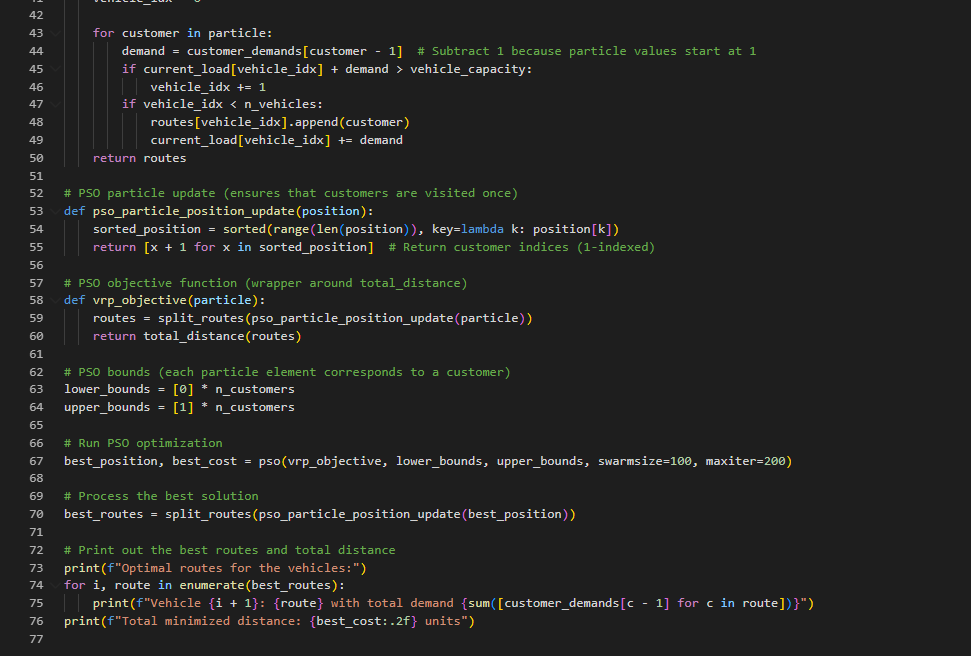 42
43 for customer in particle:
44 demand = customer_demands[customer - 1]  # Subtract 1 because particle values start at 1
45 if current_load[vehicle_idx] + demand > vehicle_capacity:
46 vehicle_idx += 1
47 if vehicle_idx < n_vehicles:
48 routes[vehicle_idx].append(customer)
49 current_load[vehicle_idx] += demand
50 return routes
51
52 # PSO particle update (ensures that customers are visited once)
53 def pso_particle_position_update(position):
54 sorted_position = sorted(range(len(position)), key=lambda k: position[k])
55 return [x + 1 for x in sorted_position]  # Return customer indices (1-indexed)
56
57 # PSO objective function (wrapper around total_distance)
58 def vrp_objective(particle):
59 routes = split_routes(pso_particle_position_update(particle))
60 return total_distance(routes)
61
62 # PSO bounds (each particle element corresponds to a customer)
63 lower_bounds = [0] * n_customers
64 upper_bounds = [1] * n_customers
65
66 # Run PSO optimization
67 best_position, best_cost = pso(vrp_objective, lower_bounds, upper_bounds, swarmsize=100, maxiter=200)
68
69 # Process the best solution
70 best_routes = split_routes(pso_particle_position_update(best_position))
71
72 # Print out the best routes and total distance
73 print(f"Optimal routes for the vehicles:")
74 for i, route in enumerate(best_routes):
75 print(f"Vehicle {i + 1}: {route} with total demand {sum([customer_demands[c - 1] for c in route])}")
76 print(f"Total minimized distance: {best_cost:.2f} units")
77